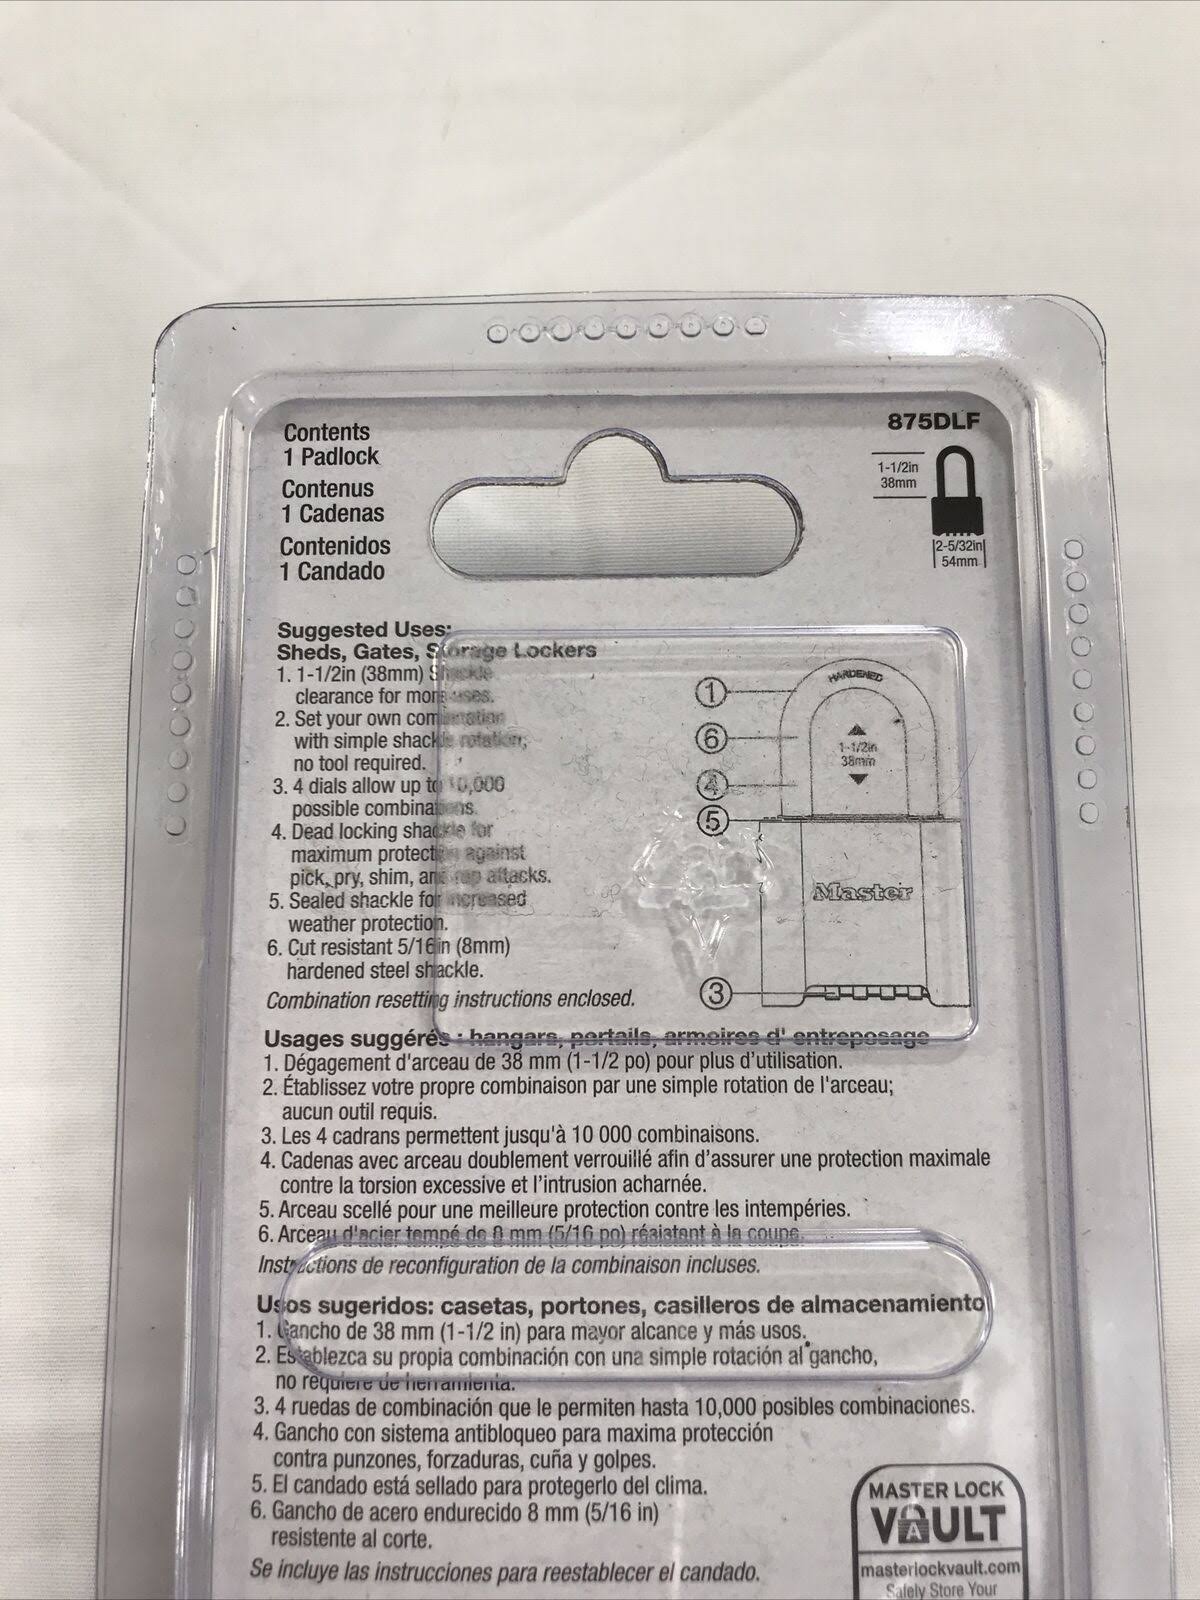 Contents
1 Padlock
Contenus
1 Cadenas
Contenidos
1 Candado
875DLF
1-1/2in
38mm
2-5/32in
54mm
Suggested Uses:
Sheds, Gates, Storage Lockers
1. 1-1/2in (38mm) Shackle
clearance for more uses.
2. Set your own combination
with simple shackle rotation,
no tool required.
3. 4 dials allow up to 10,000
possible combinations.
4. Dead locking shackle for
maximum protection against
pick, pry, shim, and rap attacks.
5. Sealed shackle for increased
weather protection.
6. Cut resistant 5/16in (8mm)
hardened steel shackle.
Combination resetting instructions enclosed.
HARDENED
1
6
1-1/2in
38mm
4
5
Master
3
Usages suggérés : hangars, portails, armoires d' entreposage
1. Dégagement d'arceau de 38 mm (1-1/2 po) pour plus d'utilisation.
2. Établissez votre propre combinaison par une simple rotation de l'arceau;
aucun outil requis.
3. Les 4 cadrans permettent jusqu'à 10 000 combinaisons.
4. Cadenas avec arceau doublement verrouillé afin d'assurer une protection maximale
contre la torsion excessive et l'intrusion acharnée.
5. Arceau scellé pour une meilleure protection contre les intempéries.
6. Arceau d'acier tempé de 8 mm (5/16 po) résistant à la coupe.
Instructions de reconfiguration de la combinaison incluses.
Usos sugeridos: casetas, portones, casilleros de almacenamiento
1. Gancho de 38 mm (1-1/2 in) para mayor alcance y más usos.
2. Establezca su propia combinación con una simple rotación al gancho,
no requiere de herramienta.
3. 4 ruedas de combinación que le permiten hasta 10,000 posibles combinaciones.
4. Gancho con sistema antibloqueo para maxima protección
contra punzones, forzaduras, cuña y golpes.
5. El candado está sellado para protegerlo del clima.
6. Gancho de acero endurecido 8 mm (5/16 in)
resistente al corte.
Se incluye las instrucciones para reestablecer el candado.
MASTER LOCK
VAULT
masterlockvault.com
Safely Store Your